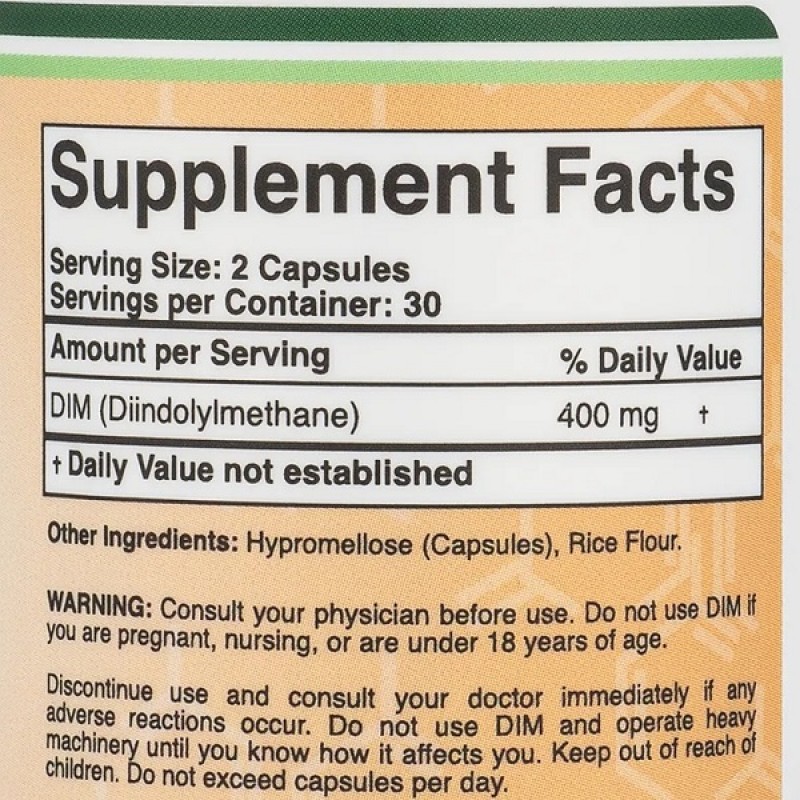 Supplement Facts
Serving Size: 2 Capsules
Servings per Container: 30
Amount per Serving % Daily Value
DIM (Diindolylmethane) 400 mg †
† Daily Value not established
Other Ingredients: Hypromellose (Capsules), Rice Flour.
WARNING: Consult your physician before use. Do not use DIM if
you are pregnant, nursing, or are under 18 years of age.
Discontinue use and consult your doctor immediately if any
adverse reactions occur. Do not use DIM and operate heavy
machinery until you know how it affects you. Keep out of reach of
children. Do not exceed capsules per day.